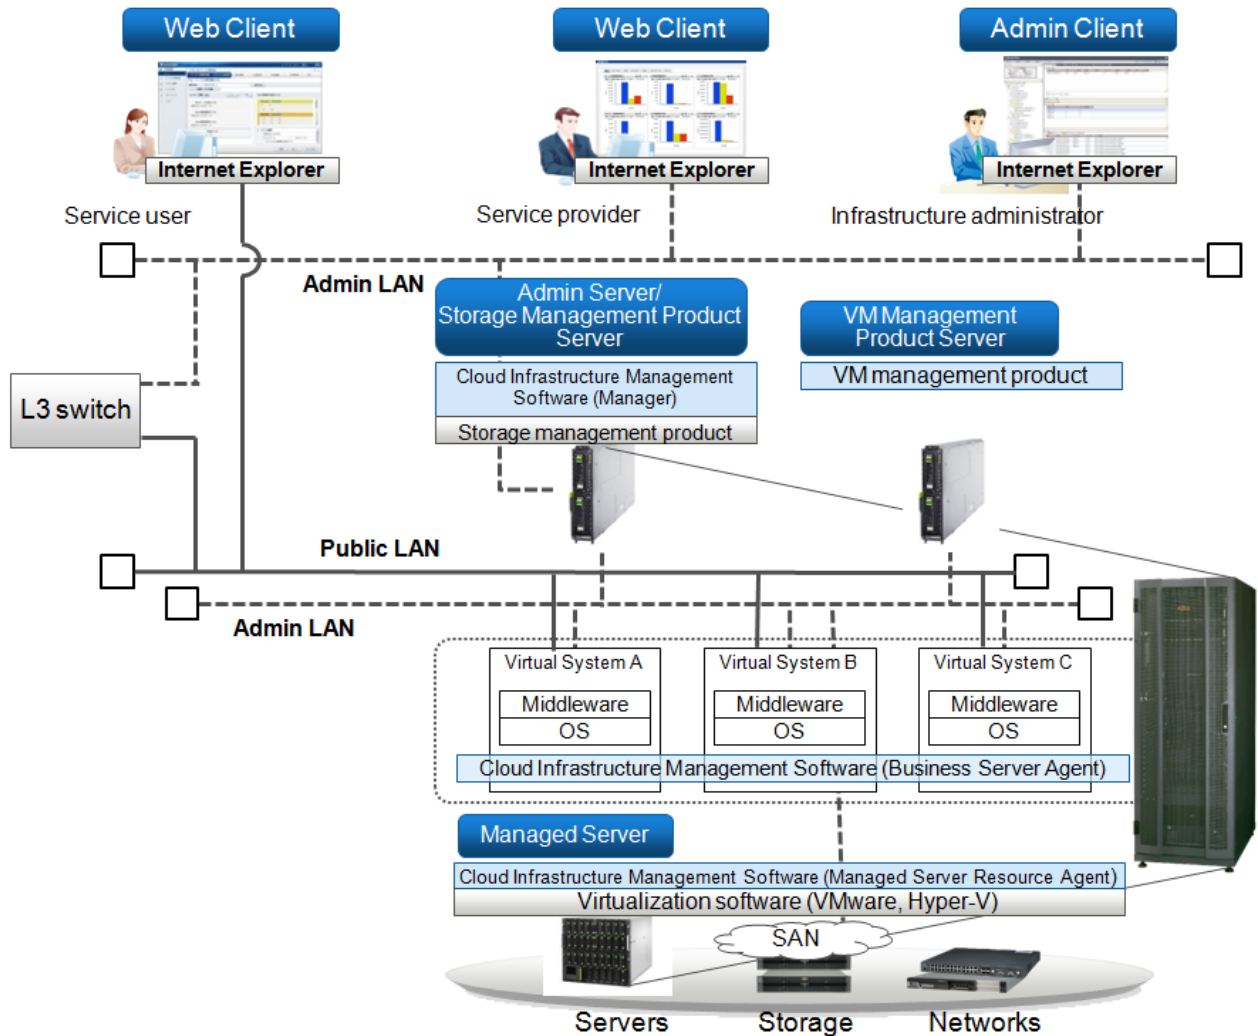 Web Client
Web Client
Admin Client
Internet Explorer
Internet Explorer
Internet Explorer
Service user
Service provider
Infrastructure administrator
Admin LAN
Admin Server/
Storage Management Product
Server
VM Management
Product Server
Cloud Infrastructure Management
Software (Manager)
VM management product
L3 switch
Storage management product
Public LAN
Admin LAN
Virtual System A
Virtual System B
Virtual System C
Middleware
Middleware
Middleware
OS
OS
OS
Cloud Infrastructure Management Software (Business Server Agent)
Managed Server
Cloud Infrastructure Management Software (Managed Server Resource Agent)
Virtualization software (VMware, Hyper-V)
SAN
Servers
Storage
Networks